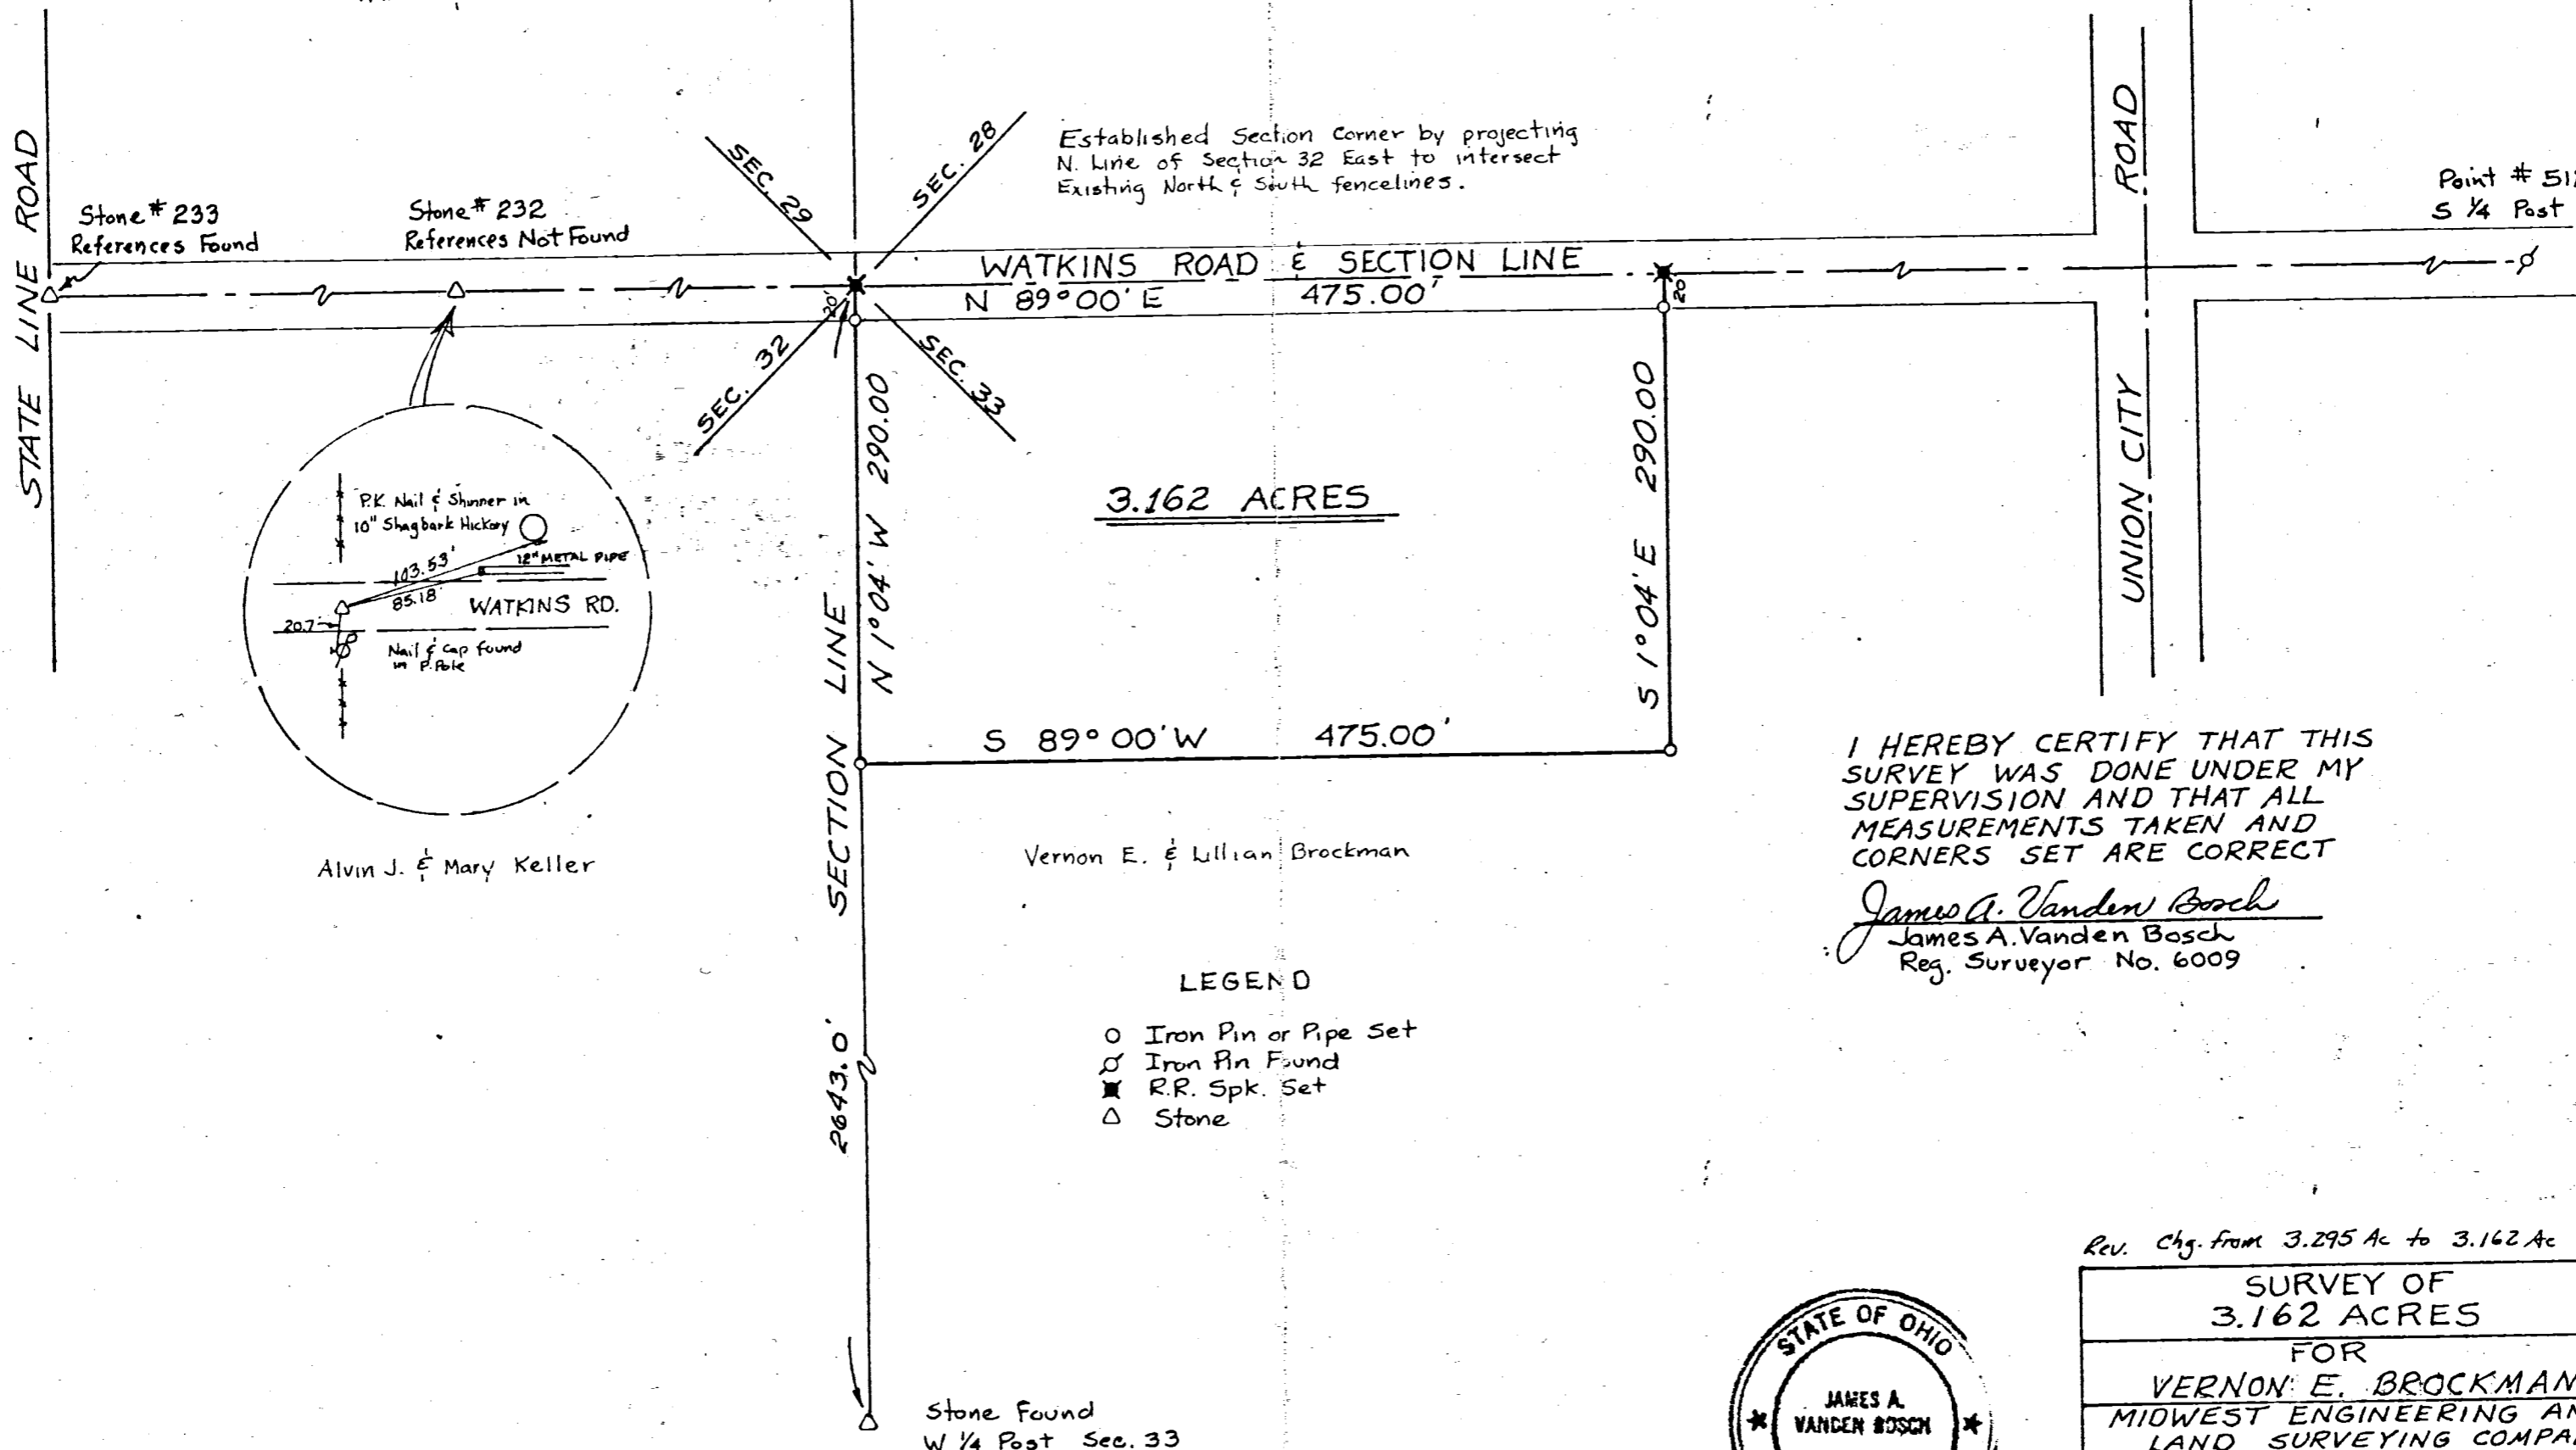 STATE LINE ROAD
Stone # 233
References Found
Stone # 232
References Not Found
SEC. 29
SEC. 28
SEC. 32
SEC. 33
Established Section Corner by projecting
N. Line of Section 32 East to intersect
Existing North & South fencelines.
WATKINS ROAD & SECTION LINE
N 89°00' E 475.00'
20'
20'
UNION CITY ROAD
S 1/4 Post
P.K. Nail & Shinner in
10" Shagbark Hickory
12" METAL PIPE
103.53'
85.18'
WATKINS RD.
20.7'
Nail & Cap Found
in P.Pole
SECTION LINE
N 1°04' W 290.00
3.162 ACRES
S 1°04' E 290.00
S 89°00' W 475.00'
Alvin J. & Mary Keller
Vernon E. & Lillian Brockman
I HEREBY CERTIFY THAT THIS
SURVEY WAS DONE UNDER MY
SUPERVISION AND THAT ALL
MEASUREMENTS TAKEN AND
CORNERS SET ARE CORRECT
James A. Vanden Bosch
James A. Vanden Bosch
Reg. Surveyor No. 6009
LEGEND
Iron Pin or Pipe Set
Iron Pin Found
R.R. Spk. Set
Stone
2643.0'
Stone Found
W 1/4 Post Sec. 33
Rev. Chg. from 3.295 Ac to 3.162 Ac
SURVEY OF
3.162 ACRES
FOR
VERNON E. BROCKMAN
MIDWEST ENGINEERING
LAND SURVEYING
STATE OF OHIO
JAMES A.
VANDEN BOSCH